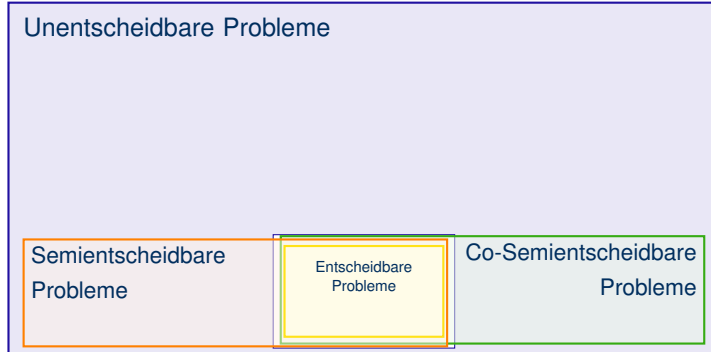 Unentscheidbare Probleme
Semientscheidbare
Probleme
Entscheidbare
Probleme
Co-Semientscheidbare
Probleme